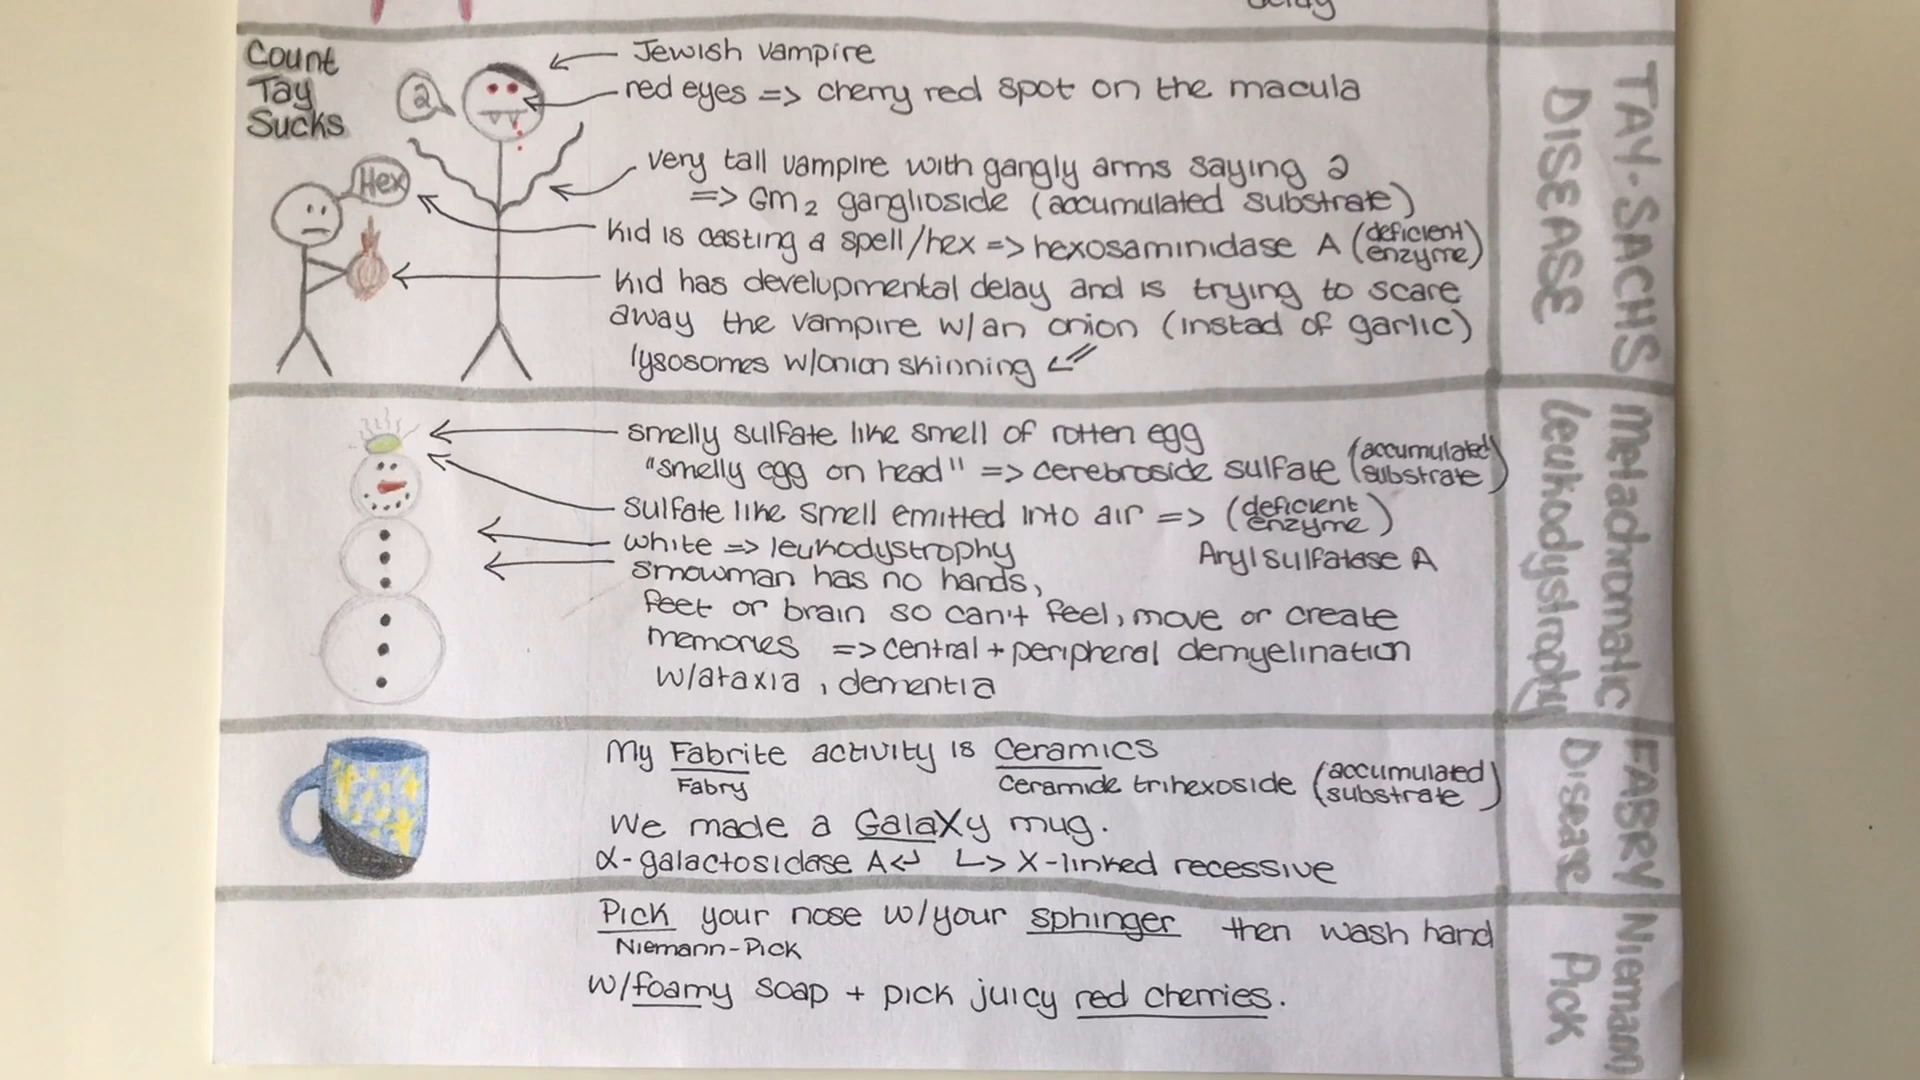 Count
Tay
Sucks
2
Hex
Jewish vampire
red eyes => cherry red spot on the macula
very tall vampire with gangly arms saying 2
=> GM2 ganglioside (accumulated substrate)
kid is casting a spell/hex => hexosaminidase A (deficient enzyme)
kid has developmental delay and is trying to scare
away the vampire w/an onion (instad of garlic)
lysosomes w/onion skinning
TAY-SACHS
DISEASE
smelly sulfate like smell of rotten egg
"smelly egg on head" => cerebroside sulfate (accumulated substrate)
sulfate like smell emitted into air => (deficient enzyme)
white => leukodystrophy
Arylsulfatase A
smowman has no hands,
feet or brain so can't feel, move or create
memories => central + peripheral demyelination
w/ataxia, dementia
Metachromatic
leukodystrophy
My Fabrite activity is Ceramics
Fabry
Ceramide trihexoside (accumulated substrate)
We made a GalaXy mug.
α-galactosidase A X-linked recessive
FABRY
Disease
Pick your nose w/your sphinger then wash hand
Niemann-Pick
w/foamy soap + pick juicy red cherries.
Niemann
Pick